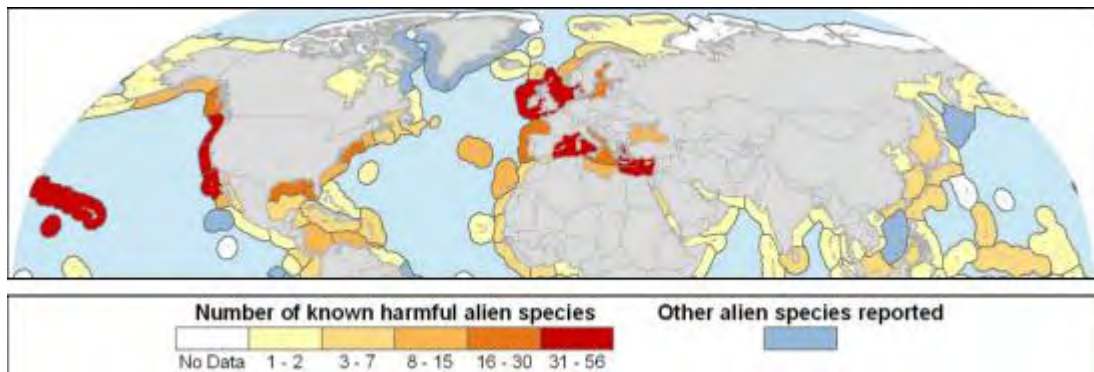 Number of known harmful alien species
Other alien species reported
No Data
1 - 2
3 - 7
8 - 15
16 - 30
31 - 56